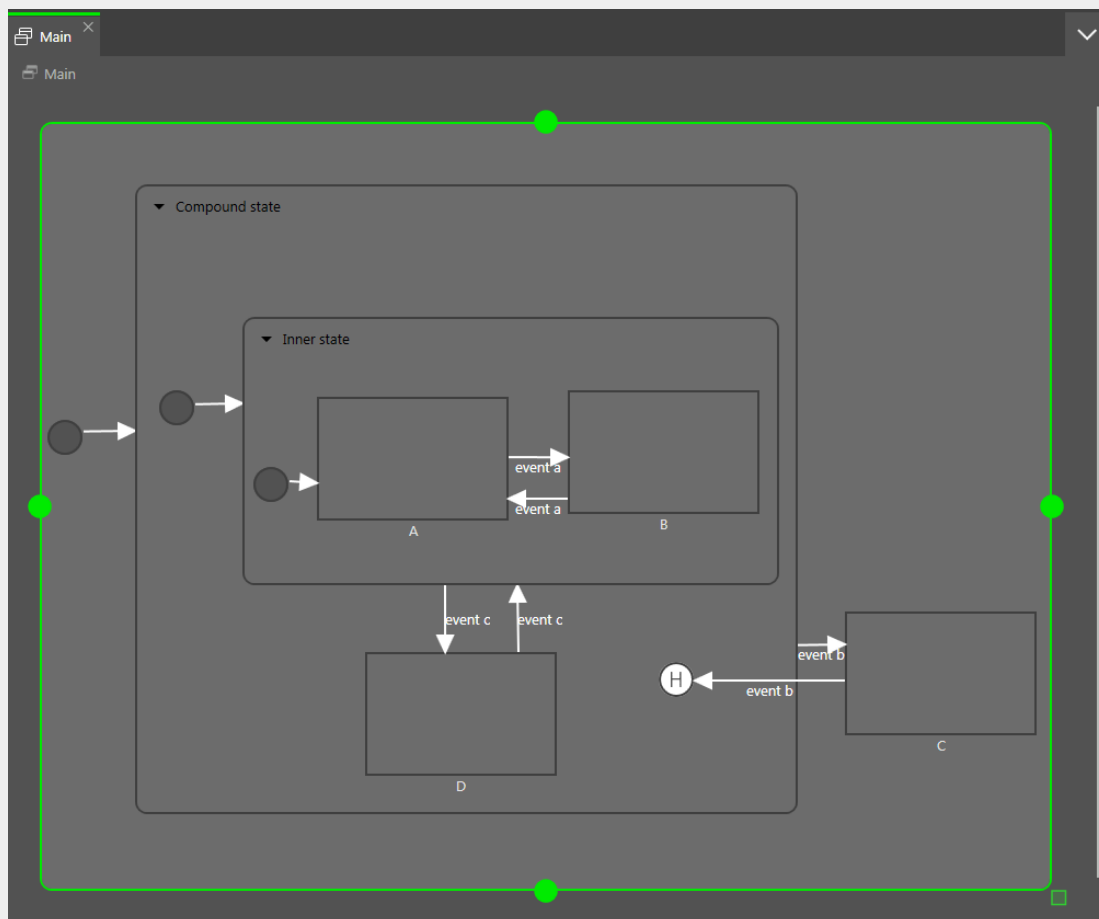 Main
Main
Compound state
Inner state
event a
event a
A
B
event c
event c
event b
H
event b
D
C